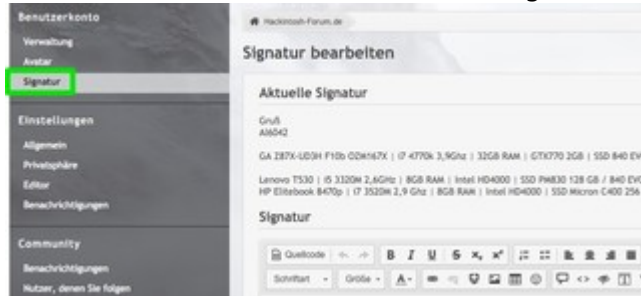 Benutzerkonto
Verwaltung
Avatar
Signatur
Einstellungen
Allgemein
Privatsphäre
Editor
Benachrichtigungen
Community
Benachrichtigungen
Nutzer, denen Sie folgen
Hackintosh-Forum.de
Signatur bearbeiten
Aktuelle Signatur
Gruß
Al6042
GA Z87X-UD3H F10b OZM167X | i7 4770k 3,9Ghz | 32GB RAM | GTX770 2GB | SSD 840
Lenovo T530 | i5 3320M 2,6GHz | 8GB RAM | Intel HD4000 | SSD PM830 128 GB / 840
HP Elitebook 8470p | i7 3520M 2,9 Ghz | 8GB RAM | Intel HD4000 | SSD Micron C400 256
Signatur
Quellcode B I U S x₂ x²
Schriftart Größe A